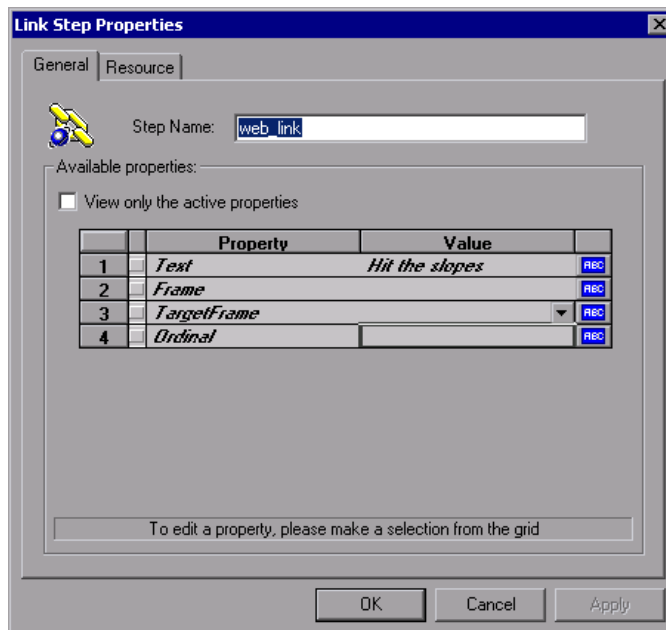 Link Step Properties
General Resource
Step Name: web_link
Available properties:
View only the active properties
Property Value
1 Text Hit the slopes ABC
2 Frame ABC
3 TargetFrame ABC
4 Ordinal ABC
To edit a property, please make a selection from the grid
OK Cancel Apply